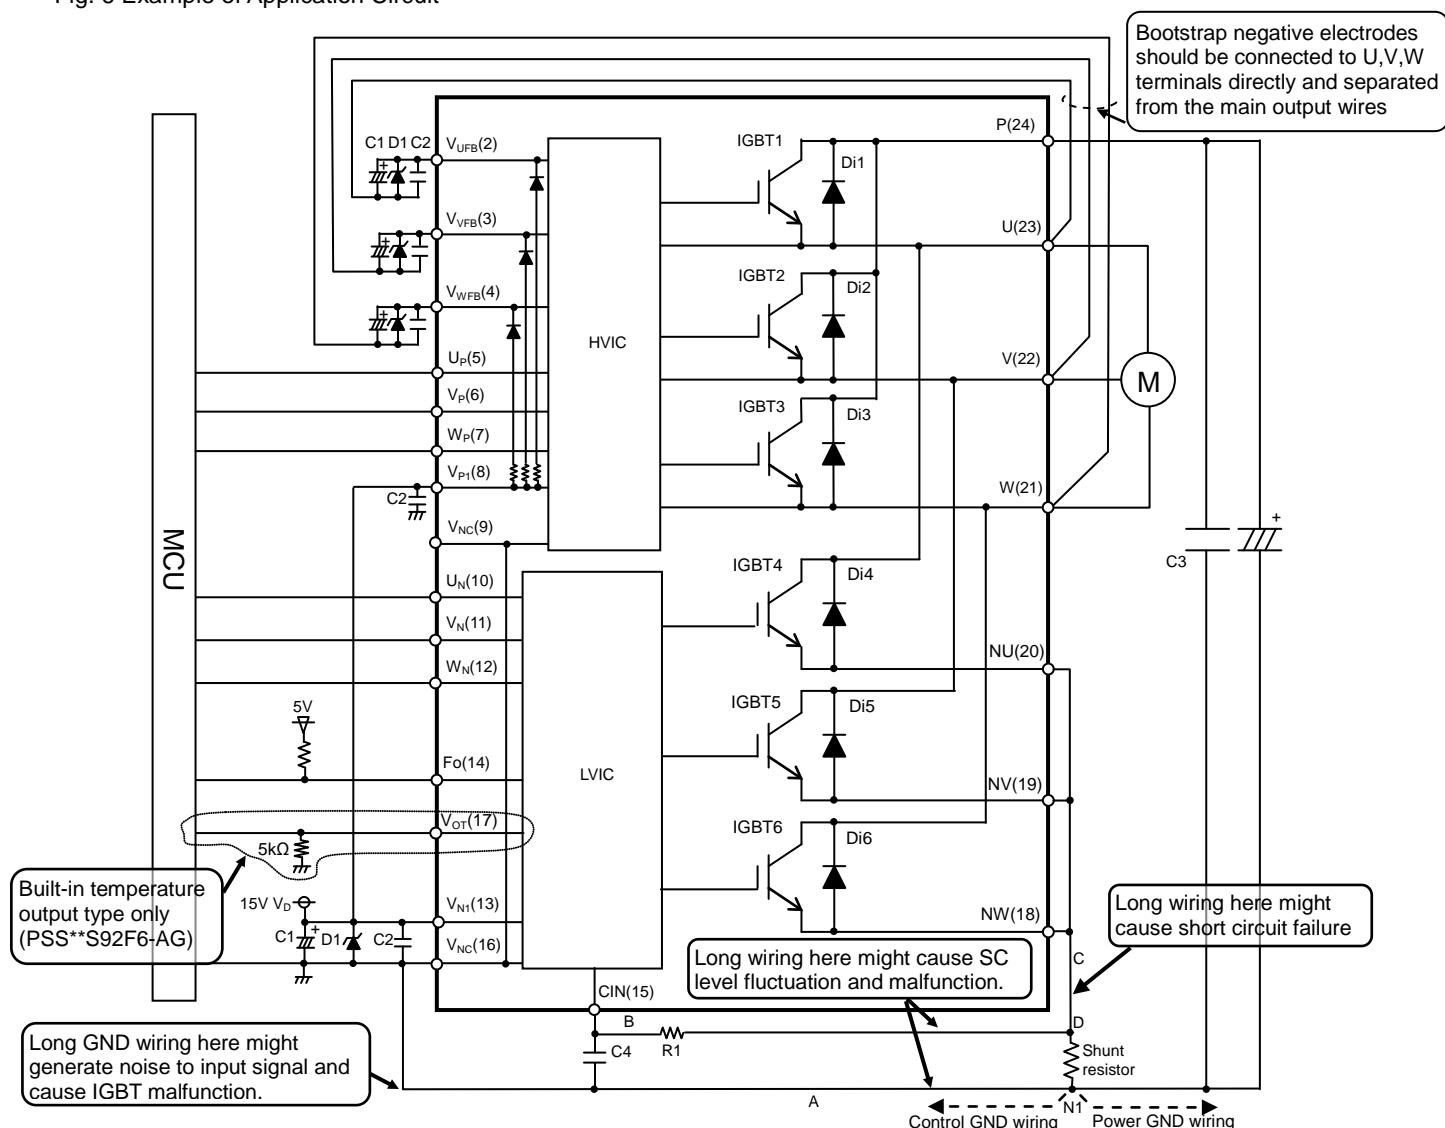 Fig. 8 Example of Application Circuit
Bootstrap negative electrodes
should be connected to U,V,W
terminals directly and separated
from the main output wires
C1 D1 C2
VUFB(2)
IGBT1
Di1
P(24)
VVFB(3)
U(23)
IGBT2
Di2
VWFB(4)
HVIC
UP(5)
V(22)
M
VP(6)
IGBT3
Di3
WP(7)
VP1(8)
C2
W(21)
+
VNC(9)
MCU
C3
IGBT4
Di4
UN(10)
VN(11)
WN(12)
NU(20)
5V
IGBT5
Di5
Fo(14)
LVIC
NV(19)
VOT(17)
5kΩ
IGBT6
Di6
Built-in temperature
output type only
(PSS**S92F6-AG)
15V VD
VN1(13)
NW(18)
Long wiring here might
cause short circuit failure
C1
+
D1
C2
VNC(16)
Long wiring here might cause SC
level fluctuation and malfunction.
C
CIN(15)
B
D
R1
C4
Shunt
resistor
Long GND wiring here might
generate noise to input signal and
cause IGBT malfunction.
A
N1
Control GND wiring
Power GND wiring